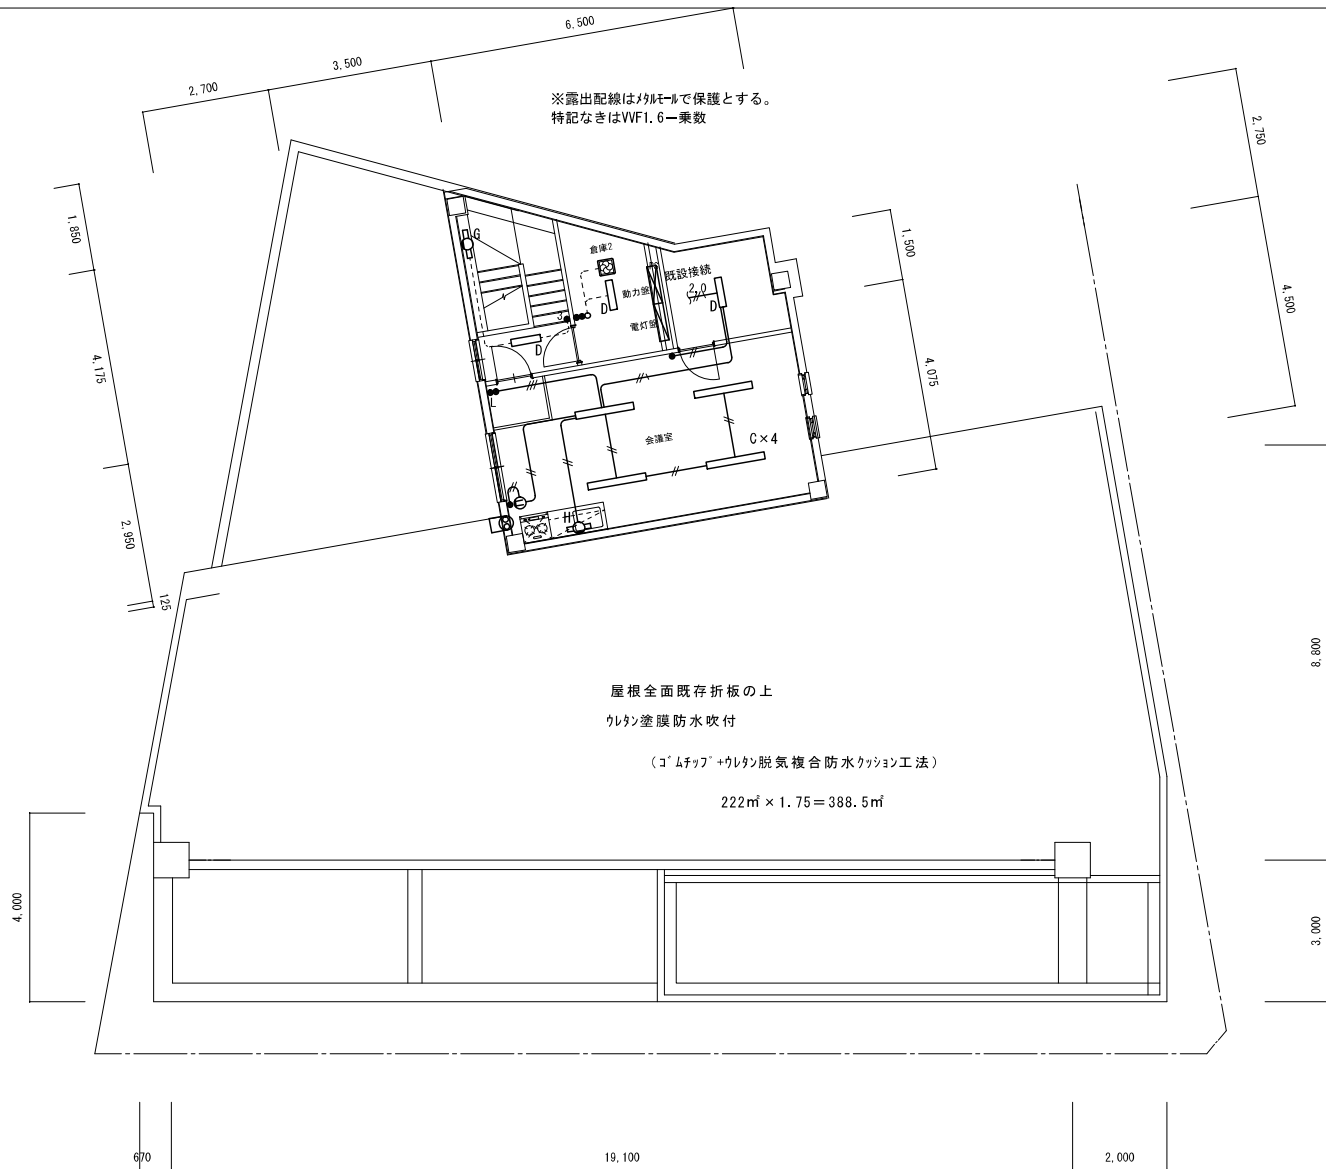 6,500
3,500
2,700
※露出配線はﾒﾀﾙﾓｰﾙで保護とする。
特記なきはVVF1.6ー乗数
2,750
1,850
1,500
4,500
G
倉庫2
既設接続
動力盤
2.0
D
D
3
電灯盤
D
4,175
4,075
L
会議室
C×4
H
2,950
125
8,800
屋根全面既存折板の上
ｳﾚﾀﾝ塗膜防水吹付
（ｺﾞﾑﾁｯﾌﾟ+ｳﾚﾀﾝ脱気複合防水ｸｯｼｮﾝ工法）
222㎡×1.75＝388.5㎡
4,000
3,000
670
19,100
2,000